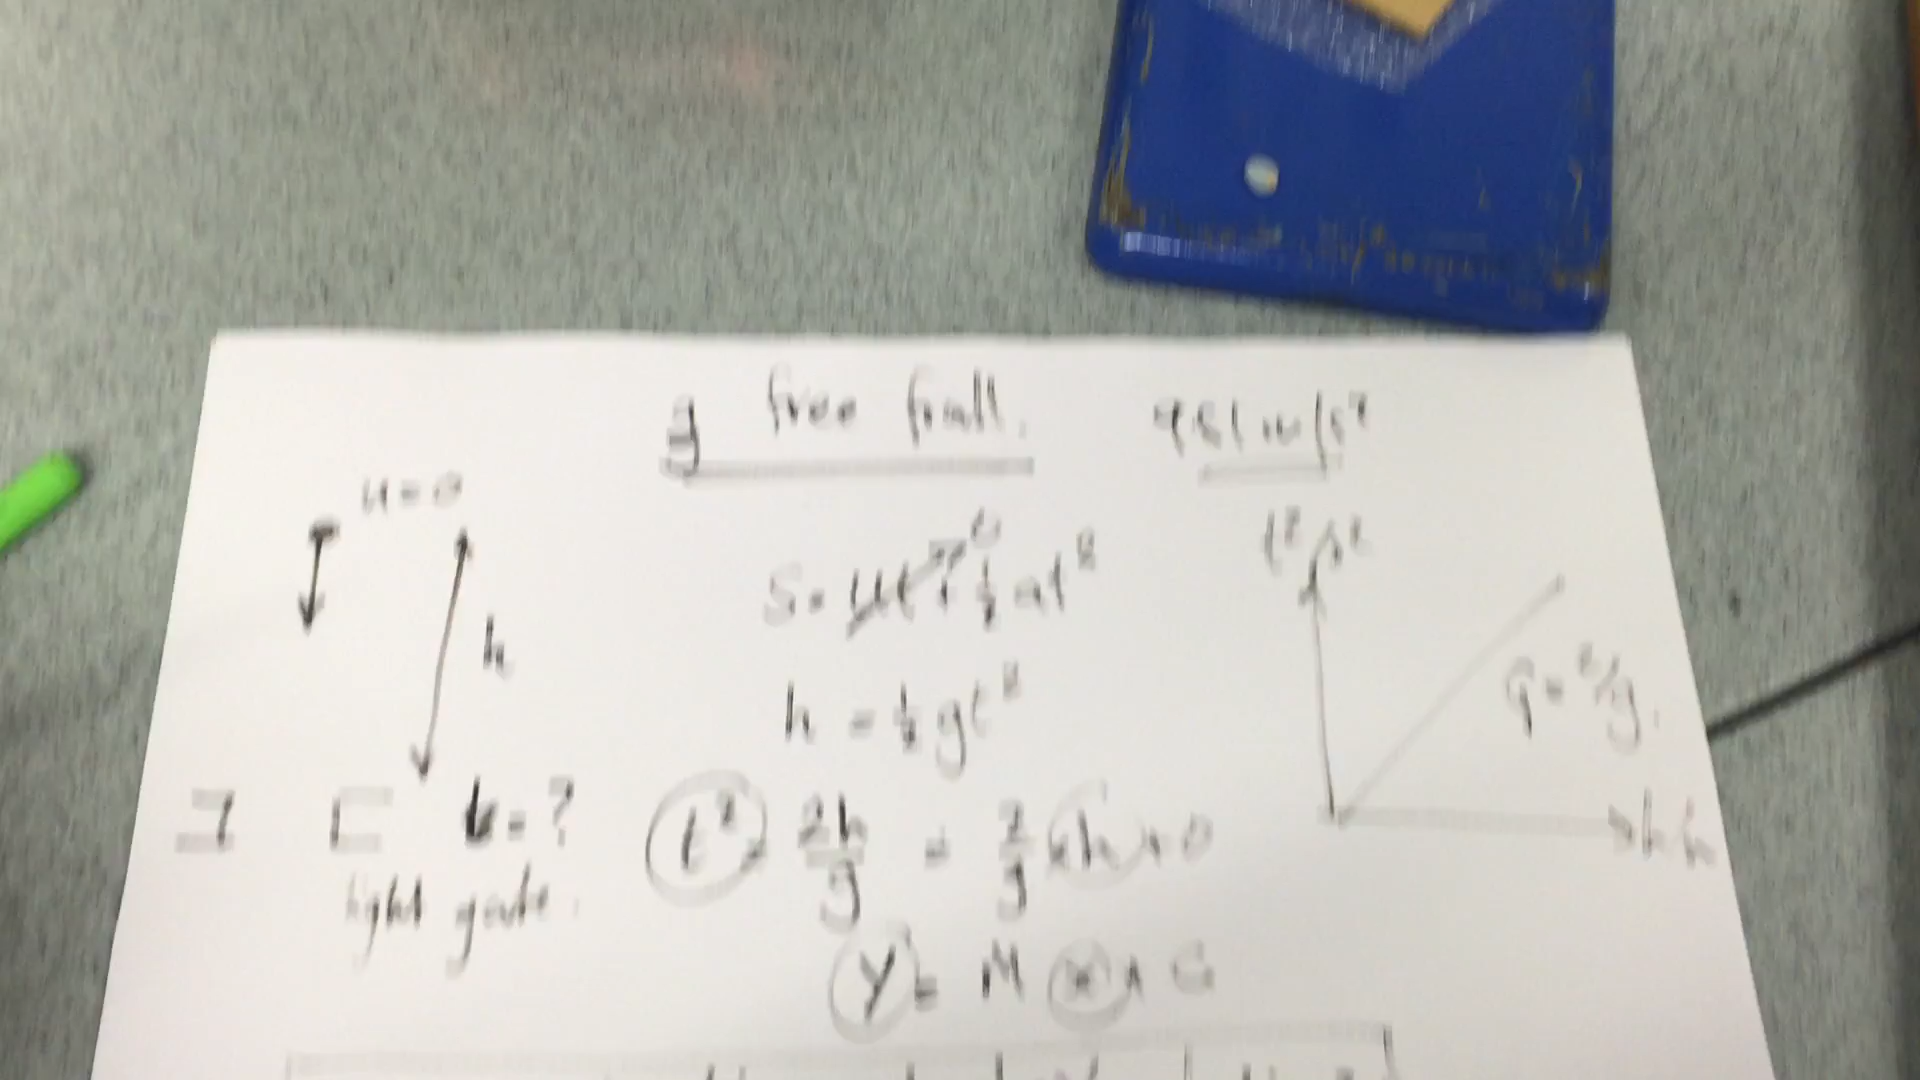 g free fall.
9.81 m/s²
u = 0
h
t = ?
light gate.
S = ut + ½at²
0
h = ½gt²
t² = 2h/g = 2/g x h + 0
y = M x + C
t² / s²
G = 2/g.